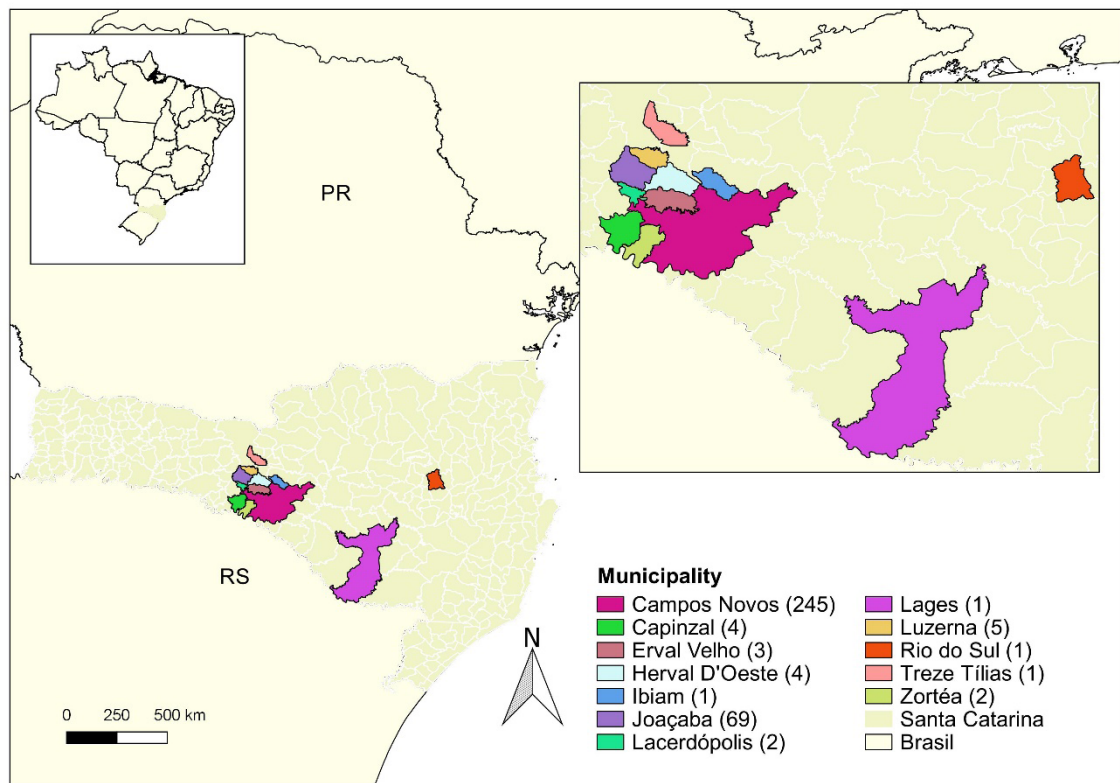 PR
RS
N
0 250 500 km
Municipality
Campos Novos (245)
Capinzal (4)
Erval Velho (3)
Herval D'Oeste (4)
Ibiam (1)
Joaçaba (69)
Lacerdópolis (2)
Lages (1)
Luzerna (5)
Rio do Sul (1)
Treze Tílias (1)
Zortéa (2)
Santa Catarina
Brasil